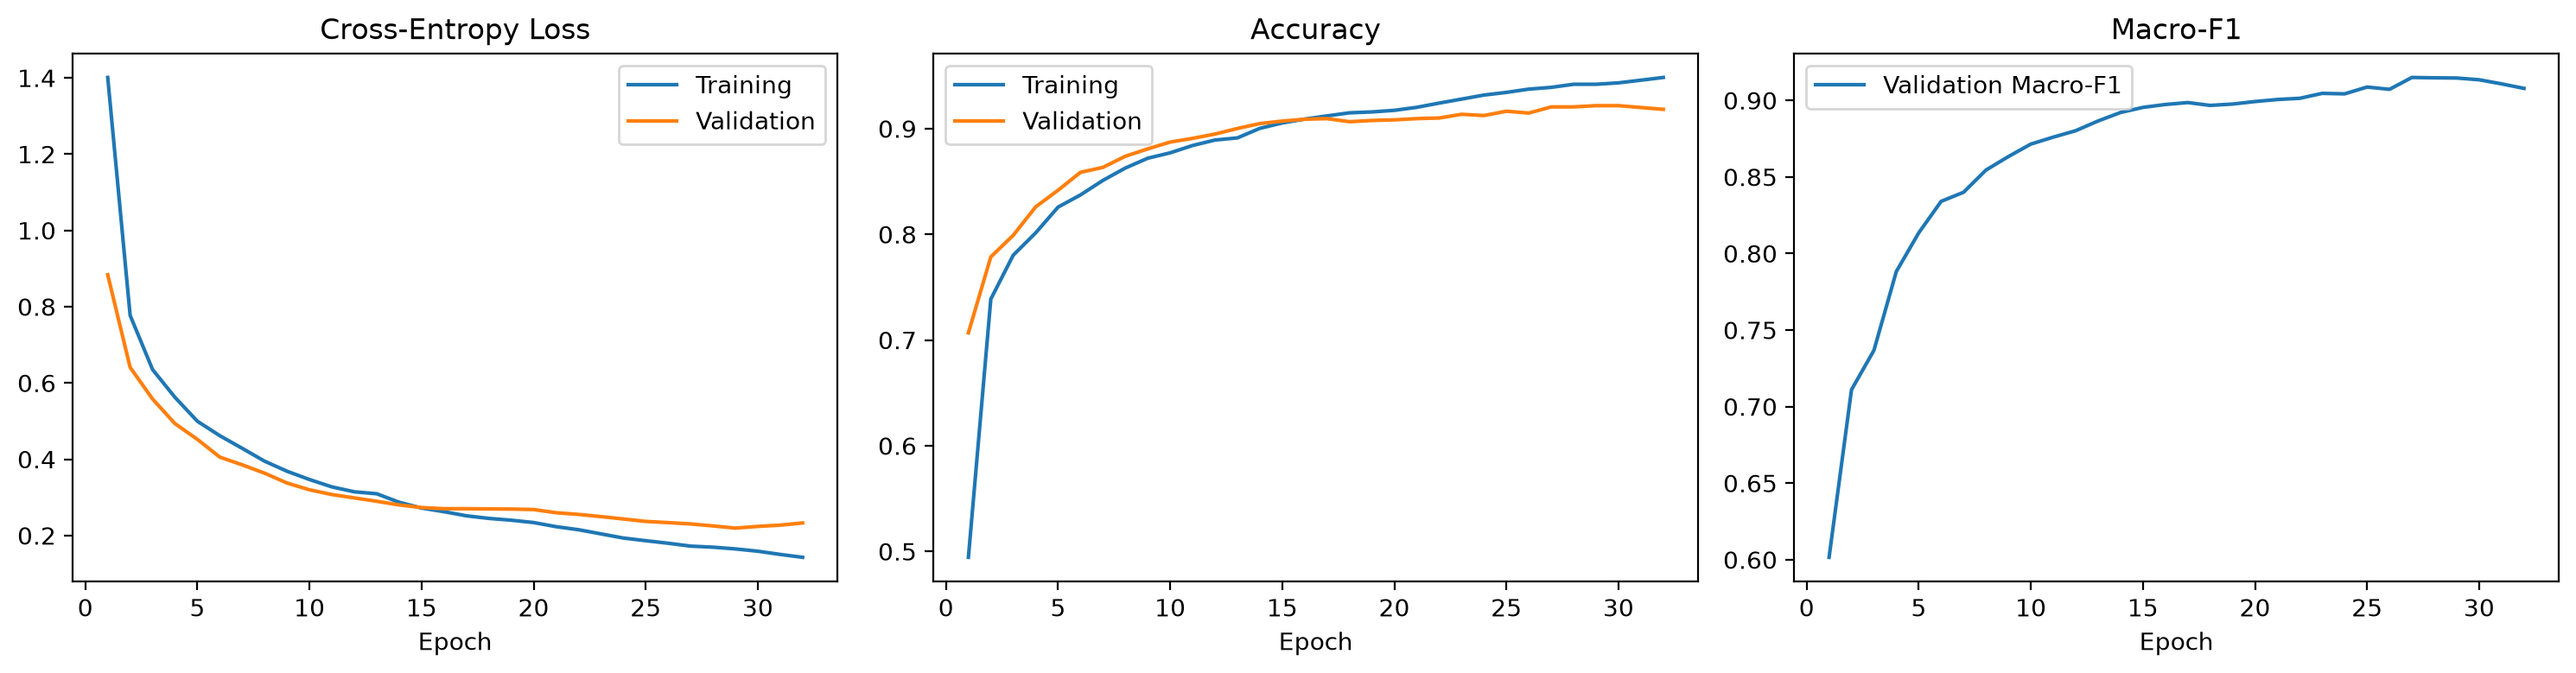 Cross-Entropy Loss
1.4
1.2
1.0
0.8
0.6
0.4
0.2
0 5 10 15 20 25 30
Epoch
Training
Validation
Accuracy
0.9
0.8
0.7
0.6
0.5
0 5 10 15 20 25 30
Epoch
Training
Validation
Macro-F1
0.90
0.85
0.80
0.75
0.70
0.65
0.60
0 5 10 15 20 25 30
Epoch
Validation Macro-F1